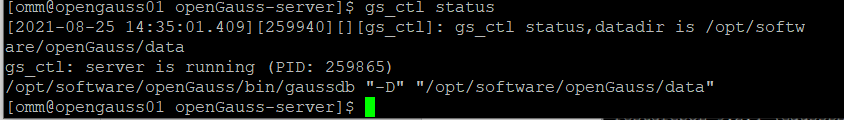 [omm@opengauss01 openGauss-server]$ gs_ctl status
[2021-08-25 14:35:01.409][259940][][gs_ctl]: gs_ctl status,datadir is /opt/softw
are/openGauss/data
gs_ctl: server is running (PID: 259865)
/opt/software/openGauss/bin/gaussdb "-D" "/opt/software/openGauss/data"
[omm@opengauss01 openGauss-server]$